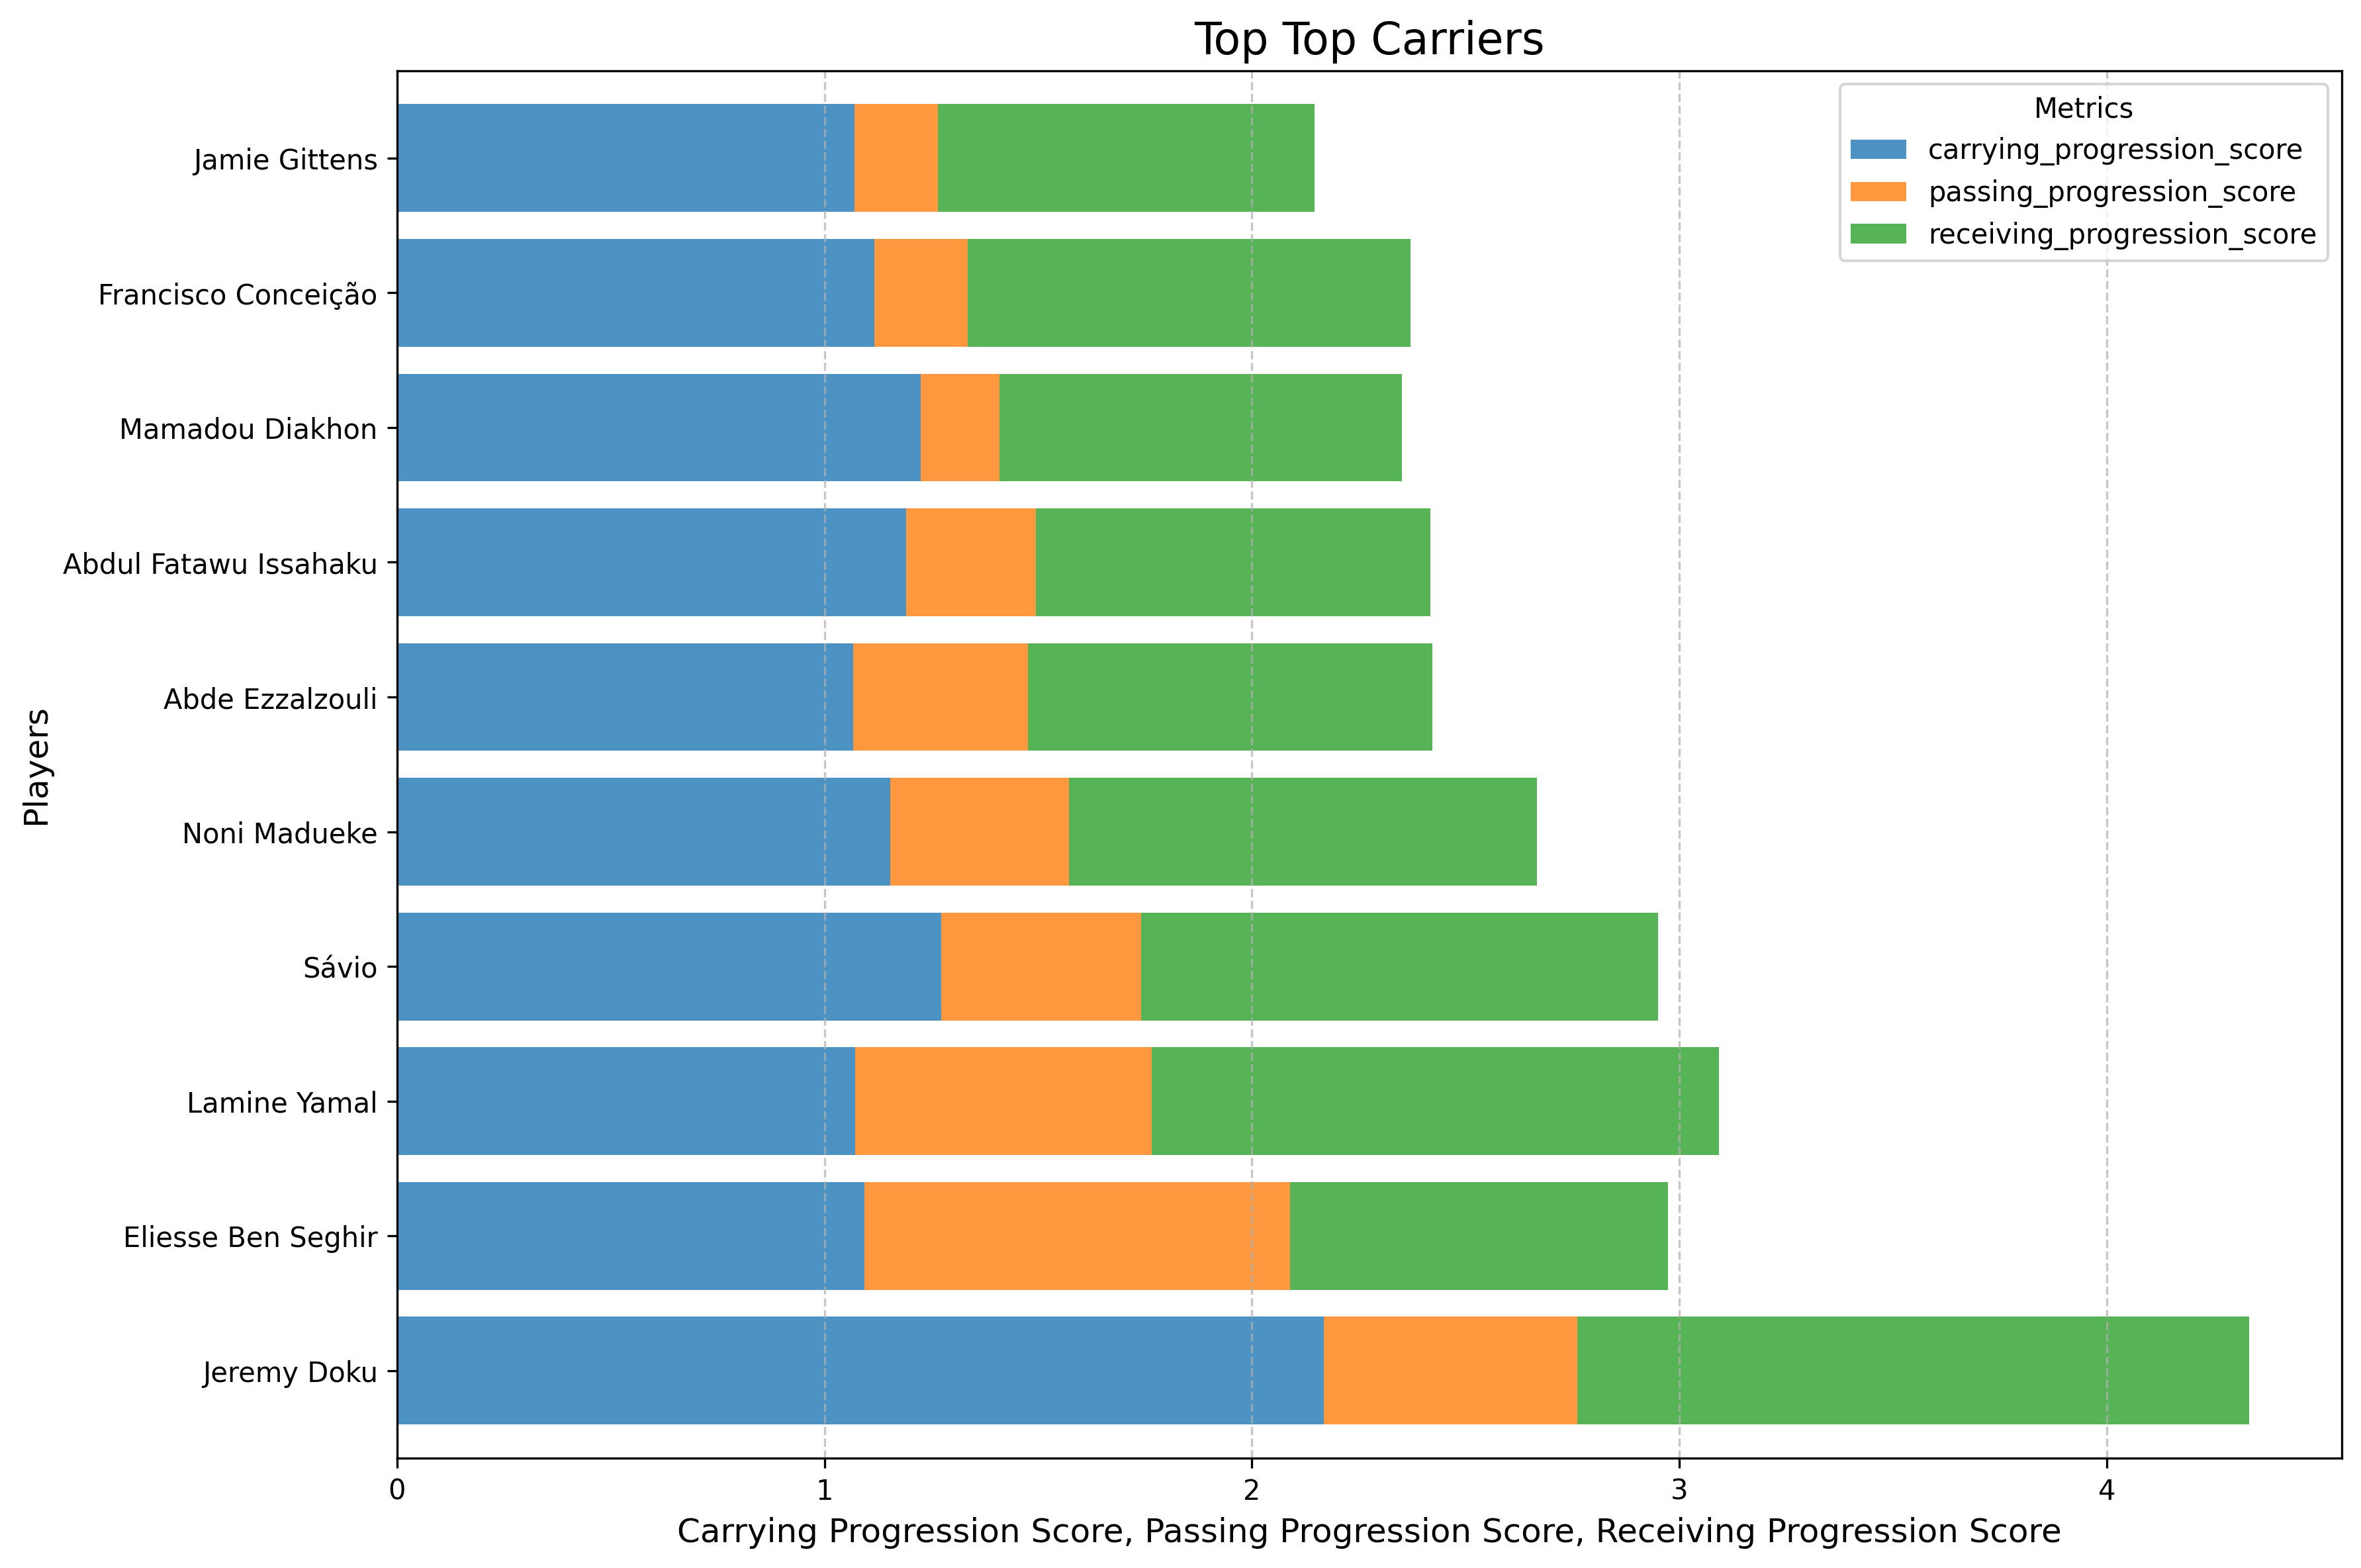 Top Top Carriers
Metrics
carrying_progression_score
passing_progression_score
receiving_progression_score
Players
Jamie Gittens
Francisco Conceição
Mamadou Diakhon
Abdul Fatawu Issahaku
Abde Ezzalzouli
Noni Madueke
Sávio
Lamine Yamal
Eliesse Ben Seghir
Jeremy Doku
0 1 2 3 4
Carrying Progression Score, Passing Progression Score, Receiving Progression Score